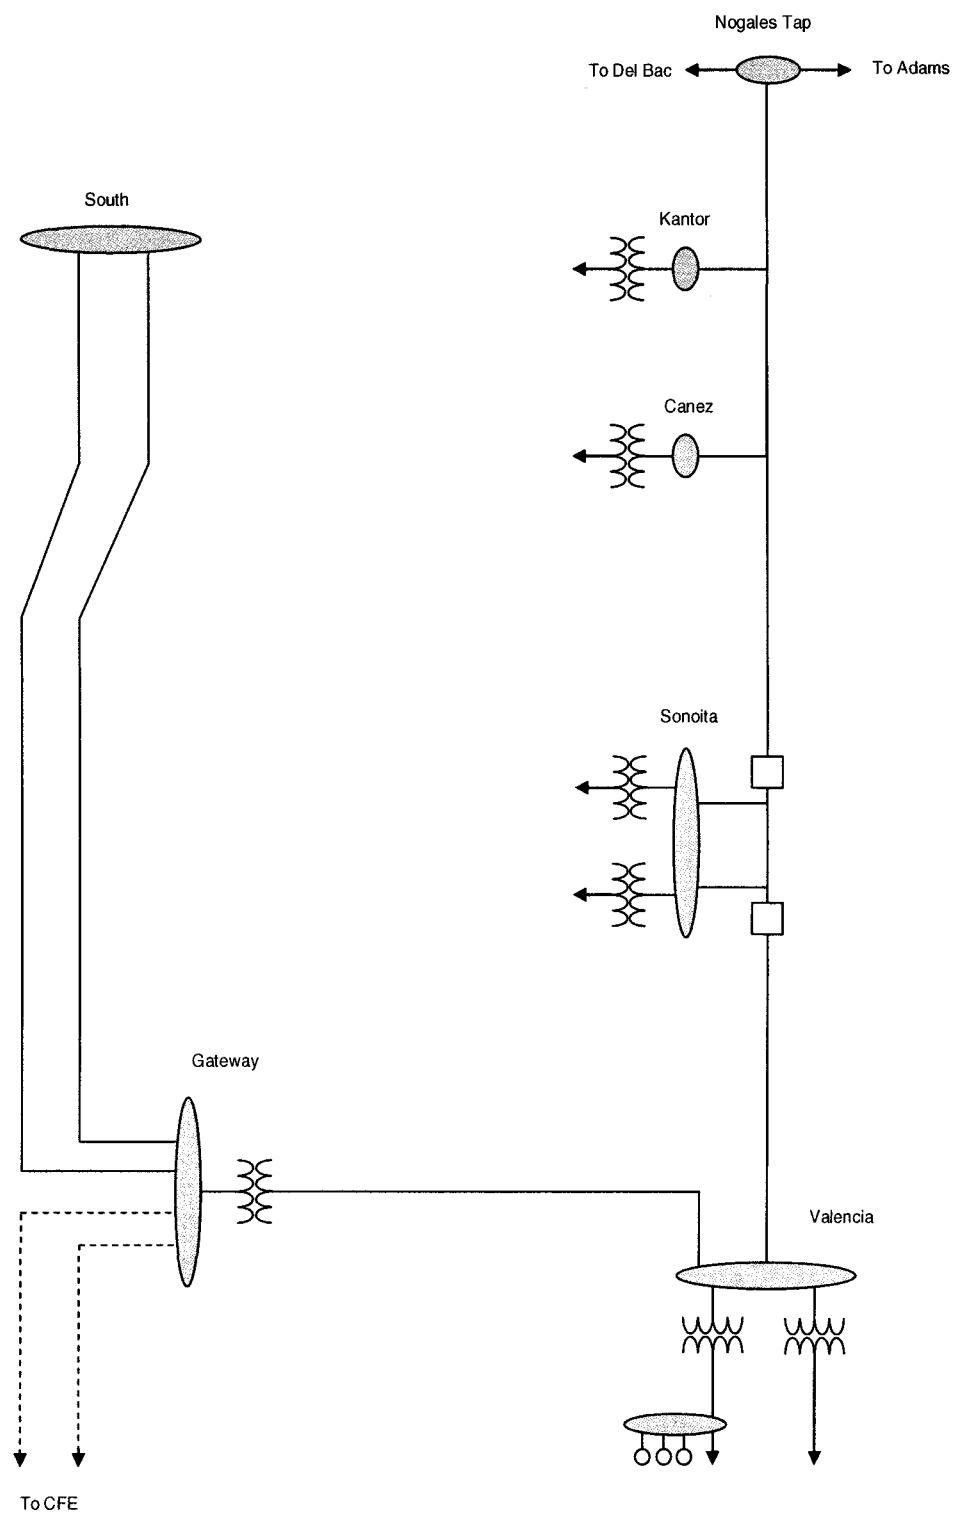 Nogales Tap
To Del Bac
To Adams
South
Kantor
Canez
Sonoita
Gateway
Valencia
To CFE